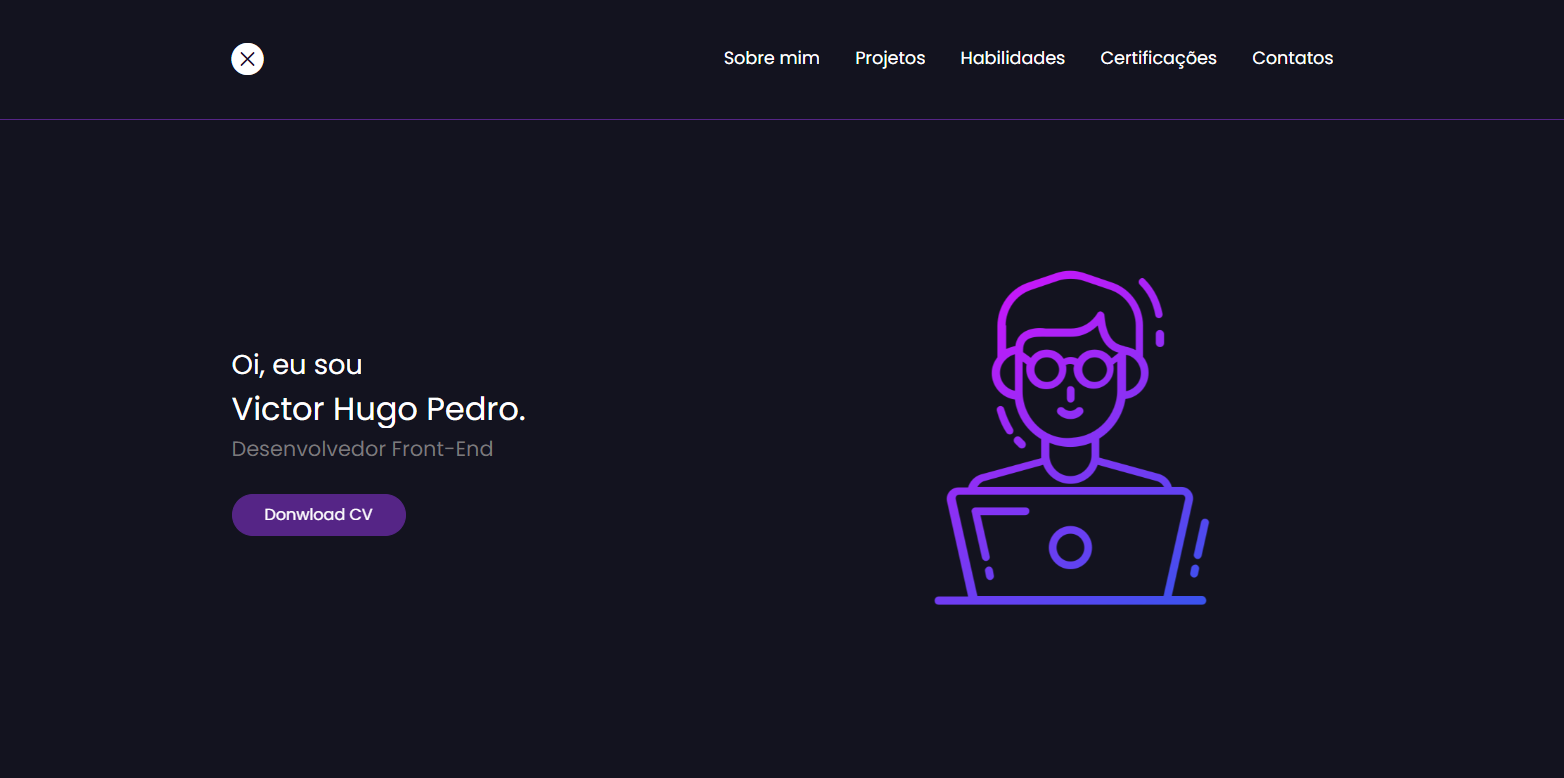 Sobre mim Projetos Habilidades Certificações Contatos
Oi, eu sou
Victor Hugo Pedro.
Desenvolvedor Front-End
Donwload CV